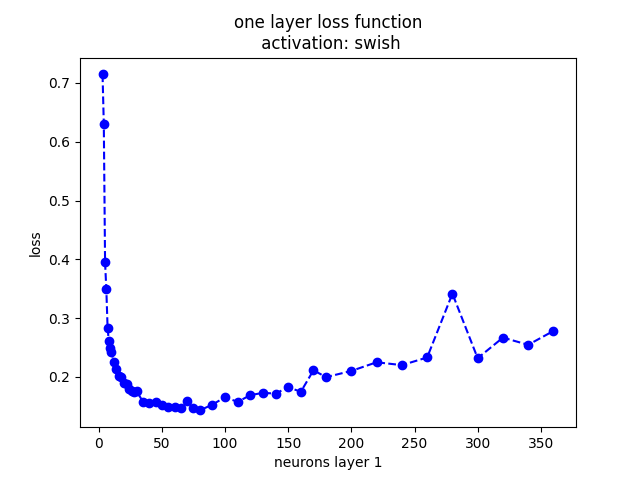 one layer loss function
activation: swish
0.7
0.6
0.5
0.4
0.3
0.2
loss
0 50 100 150 200 250 300 350
neurons layer 1